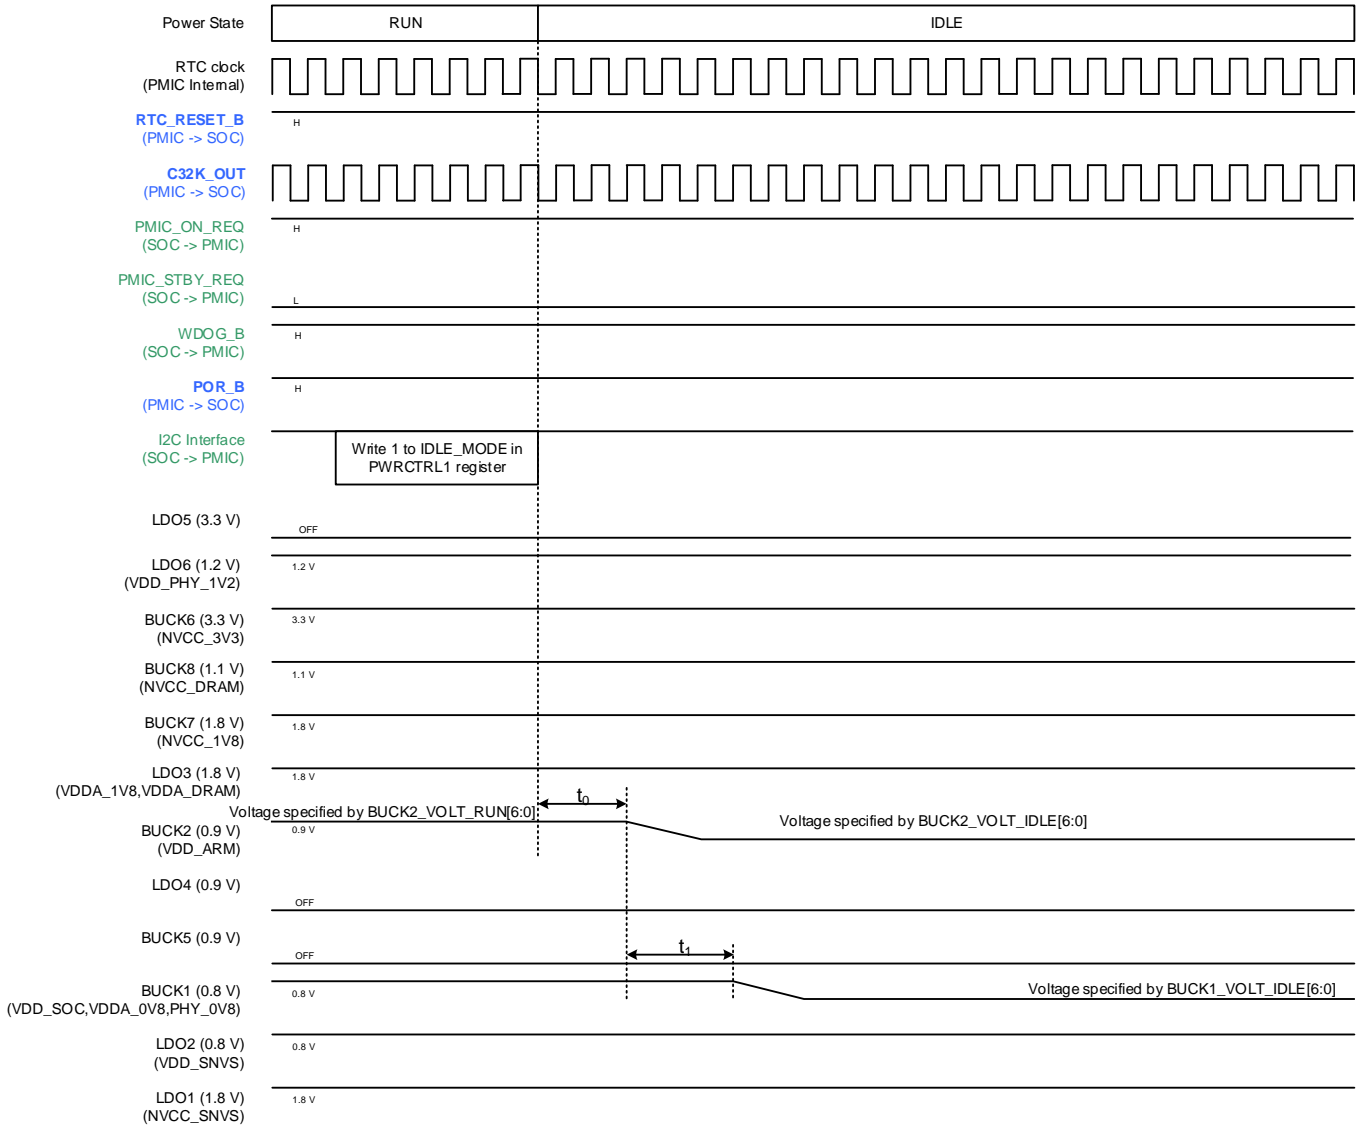 Power State
RUN
IDLE
RTC clock
(PMIC Internal)
RTC_RESET_B
(PMIC -> SOC)
H
C32K_OUT
(PMIC -> SOC)
PMIC_ON_REQ
(SOC -> PMIC)
H
PMIC_STBY_REQ
(SOC -> PMIC)
L
WDOG_B
(SOC -> PMIC)
H
POR_B
(PMIC -> SOC)
H
I2C Interface
(SOC -> PMIC)
Write 1 to IDLE_MODE in
PWRCTRL1 register
LDO5 (3.3 V)
OFF
LDO6 (1.2 V)
(VDD_PHY_1V2)
1.2 V
BUCK6 (3.3 V)
(NVCC_3V3)
3.3 V
BUCK8 (1.1 V)
(NVCC_DRAM)
1.1 V
BUCK7 (1.8 V)
(NVCC_1V8)
1.8 V
LDO3 (1.8 V)
(VDDA_1V8,VDDA_DRAM)
1.8 V
t0
Voltage specified by BUCK2_VOLT_RUN[6:0]
Voltage specified by BUCK2_VOLT_IDLE[6:0]
BUCK2 (0.9 V)
(VDD_ARM)
0.9 V
LDO4 (0.9 V)
OFF
BUCK5 (0.9 V)
OFF
t1
BUCK1 (0.8 V)
(VDD_SOC,VDDA_0V8,PHY_0V8)
0.8 V
Voltage specified by BUCK1_VOLT_IDLE[6:0]
LDO2 (0.8 V)
(VDD_SNVS)
0.8 V
LDO1 (1.8 V)
(NVCC_SNVS)
1.8 V